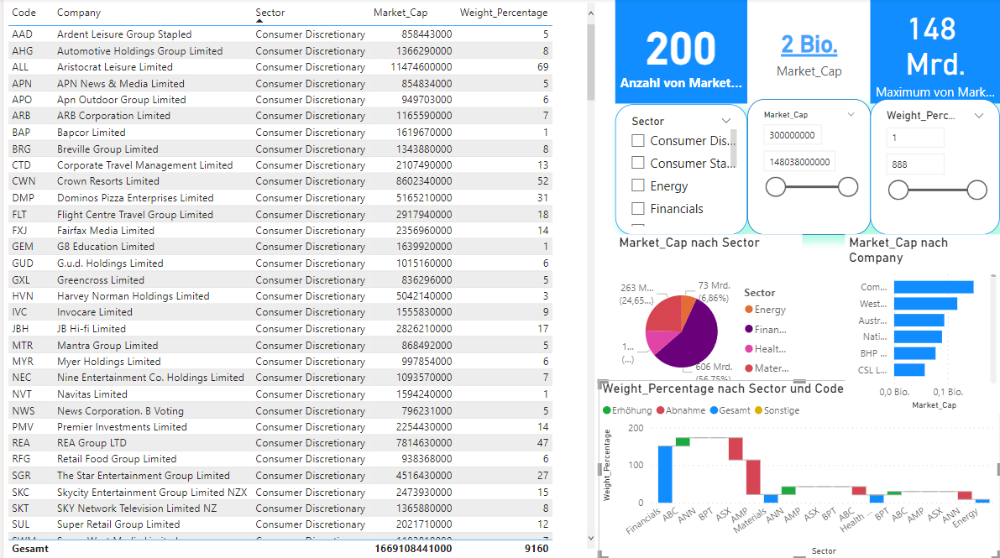 Code Company Sector Market_Cap Weight_Percentage
AAD Ardent Leisure Group Stapled Consumer Discretionary 858443000 5
AHG Automotive Holdings Group Limited Consumer Discretionary 1366290000 8
ALL Aristocrat Leisure Limited Consumer Discretionary 11474600000 69
APN APN News & Media Limited Consumer Discretionary 854834000 5
APO Apn Outdoor Group Limited Consumer Discretionary 949703000 6
ARB ARB Corporation Limited Consumer Discretionary 1165590000 7
BAP Bapcor Limited Consumer Discretionary 1619670000 1
BRG Breville Group Limited Consumer Discretionary 1343880000 8
CTD Corporate Travel Management Limited Consumer Discretionary 2107490000 13
CWN Crown Resorts Limited Consumer Discretionary 8602340000 52
DMP Dominos Pizza Enterprises Limited Consumer Discretionary 5165210000 31
FLT Flight Centre Travel Group Limited Consumer Discretionary 2917940000 18
FXJ Fairfax Media Limited Consumer Discretionary 2356960000 14
GEM G8 Education Limited Consumer Discretionary 1639920000 1
GUD G.u.d. Holdings Limited Consumer Discretionary 1015160000 6
GXL Greencross Limited Consumer Discretionary 836296000 5
HVN Harvey Norman Holdings Limited Consumer Discretionary 5042140000 3
IVC Invocare Limited Consumer Discretionary 1555830000 9
JBH JB Hi-fi Limited Consumer Discretionary 2826210000 17
MTR Mantra Group Limited Consumer Discretionary 868492000 5
MYR Myer Holdings Limited Consumer Discretionary 997854000 6
NEC Nine Entertainment Co. Holdings Limited Consumer Discretionary 1093570000 7
NVT Navitas Limited Consumer Discretionary 1594240000 1
NWS News Corporation. B Voting Consumer Discretionary 796231000 5
PMV Premier Investments Limited Consumer Discretionary 2254430000 14
REA REA Group LTD Consumer Discretionary 7814630000 47
RFG Retail Food Group Limited Consumer Discretionary 938368000 6
SGR The Star Entertainment Group Limited Consumer Discretionary 4516430000 27
SKC Skycity Entertainment Group Limited NZX Consumer Discretionary 2473930000 15
SKT SKY Network Television Limited NZ Consumer Discretionary 1365880000 8
SUL Super Retail Group Limited Consumer Discretionary 2021710000 12
Gesamt 1669108441000 9160
200
Anzahl von Market...
2 Bio.
Market_Cap
148
Mrd.
Maximum von Mark...
Sector
Consumer Dis...
Consumer Sta...
Energy
Financials
Market_Cap
300000000
148038000000
Weight_Perc...
1
888
Market_Cap nach Sector
263 M...
(24,65...
73 Mrd.
(6,86%)
1...
(...)
606 Mrd.
(56,75%)
Sector
Energy
Finan...
Healt...
Mater...
Market_Cap nach
Company
Com...
West...
Austr...
Nati...
BHP ...
CSL L...
0,0 Bio. 0,1 Bio.
Market_Cap
Weight_Percentage nach Sector und Code
Erhöhung Abnahme Gesamt Sonstige
Weight_Percentage
200
100
0
Financials ABC ANN BPT ASX AMP Materials ANN AMP ASX BPT ABC Health ... BPT ABC AMP ASX ANN Energy
Sector